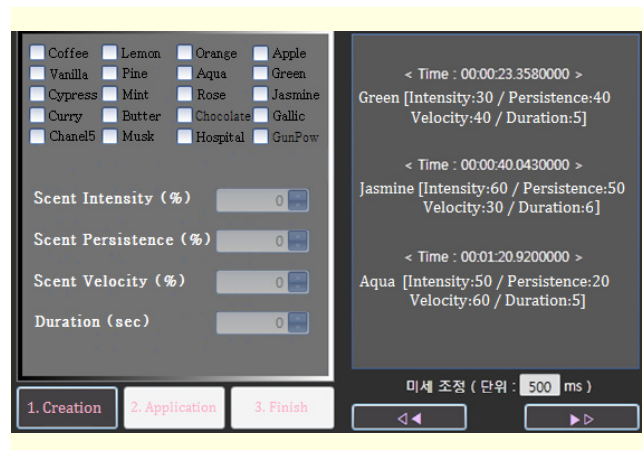 Coffee Lemon Orange Apple
Vanilla Pine Aqua Green
Cypress Mint Rose Jasmine
Curry Butter Chocolate Gallic
Chanel5 Musk Hospital GunPow
Scent Intensity (%) 0
Scent Persistence (%) 0
Scent Velocity (%) 0
Duration (sec) 0
1. Creation 2. Application 3. Finish
< Time : 00:00:23.3580000 >
Green [Intensity:30 / Persistence:40
Velocity:40 / Duration:5]
< Time : 00:00:40.0430000 >
Jasmine [Intensity:60 / Persistence:50
Velocity:30 / Duration:6]
< Time : 00:01:20.9200000 >
Aqua [Intensity:50 / Persistence:20
Velocity:60 / Duration:5]
미세 조정 ( 단위 : 500 ms )